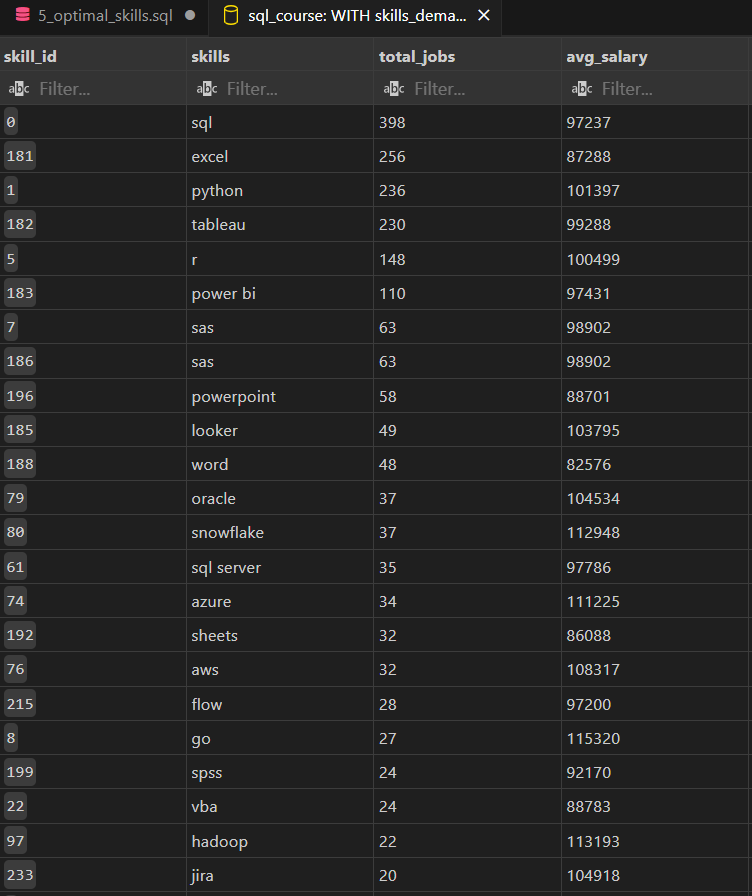 5_optimal_skills.sql ● sql_course: WITH skills_dema... ×
skill_id skills total_jobs avg_salary
abc Filter... abc Filter... abc Filter... abc Filter...
0 sql 398 97237
181 excel 256 87288
1 python 236 101397
182 tableau 230 99288
5 r 148 100499
183 power bi 110 97431
7 sas 63 98902
186 sas 63 98902
196 powerpoint 58 88701
185 looker 49 103795
188 word 48 82576
79 oracle 37 104534
80 snowflake 37 112948
61 sql server 35 97786
74 azure 34 111225
192 sheets 32 86088
76 aws 32 108317
215 flow 28 97200
8 go 27 115320
199 spss 24 92170
22 vba 24 88783
97 hadoop 22 113193
233 jira 20 104918